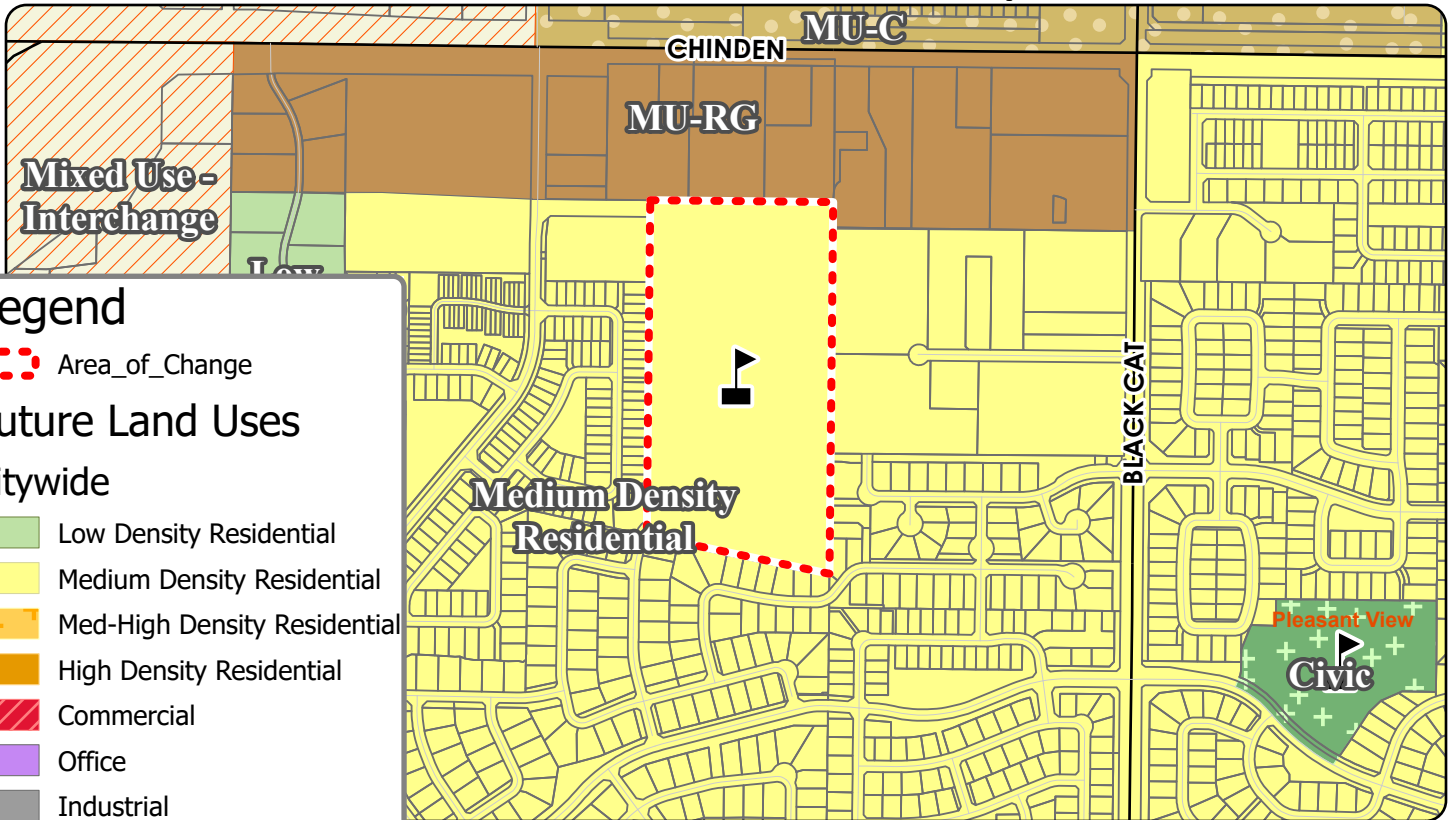 MU-C
CHINDEN
MU-RG
Mixed Use -
Interchange
Low
egend
Area_of_Change
uture Land Uses
itywide
Low Density Residential
Medium Density Residential
Med-High Density Residential
High Density Residential
Commercial
Office
Industrial
Medium Density
Residential
BLACK CAT
Pleasant View
Civic